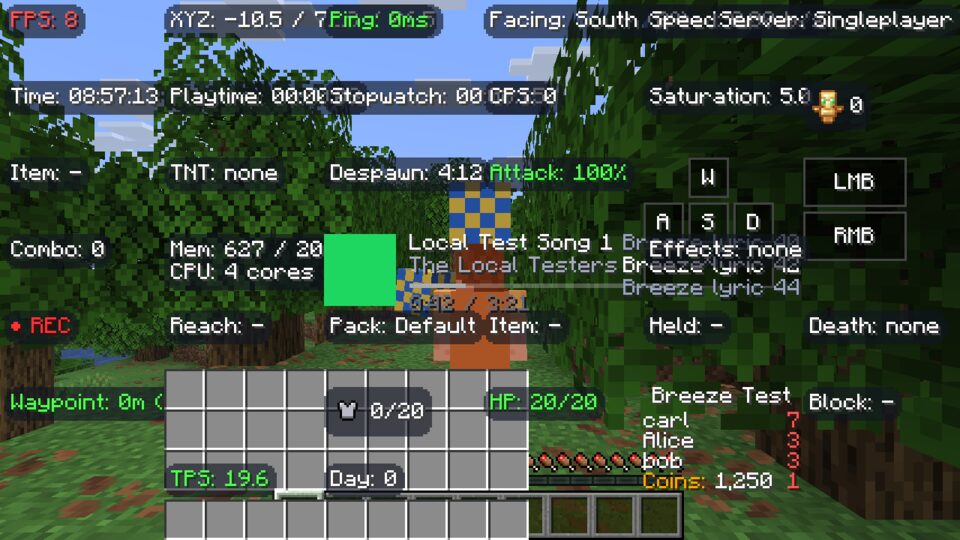 FPS: 8
XYZ: -10.5 / 7
Ping: 0ms
Facing: South
Speed
Server: Singleplayer
Time: 08:57:13
Playtime: 00:00
Stopwatch: 00
CPS: 0
Saturation: 5.0
0
Item: -
TNT: none
Despawn: 4:12
Attack: 100%
W
LMB
A S D
RMB
Combo: 0
Mem: 627 / 20
CPU: 4 cores
Local Test Song 1
The Local Testers
0:42 / 3:21
Breeze lyric 40
Effects: none
Breeze lyric 42
Breeze lyric 44
REC
Reach: -
Pack: Default
Item: -
Held: -
Death: none
Waypoint: 0m (
0/20
HP: 20/20
Breeze Test
Block: -
carl 7
Alice 3
bob 3
Coins: 1,250 1
TPS: 19.6
Day: 0